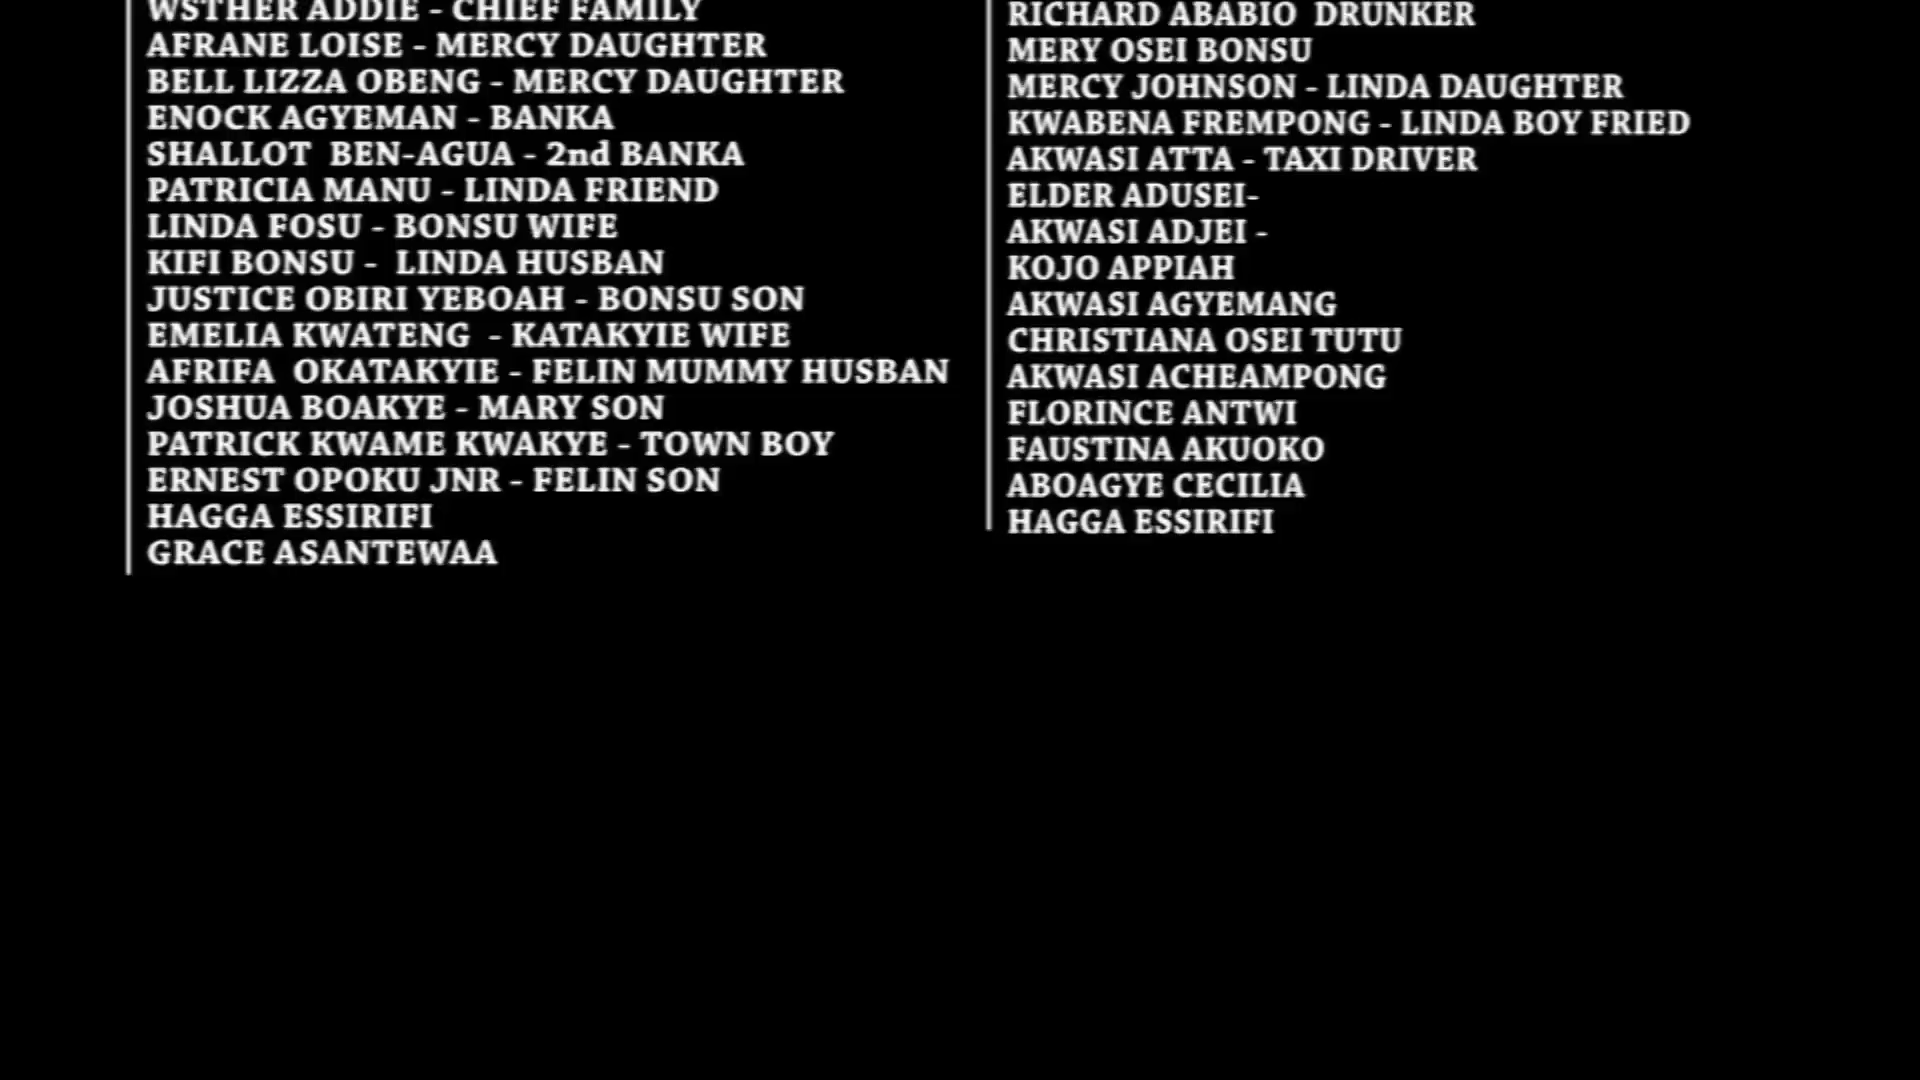 WSTHER ADDIE - CHIEF FAMILY
AFRANE LOISE - MERCY DAUGHTER
BELL LIZZA OBENG - MERCY DAUGHTER
ENOCK AGYEMAN - BANKA
SHALLOT BEN-AGUA - 2nd BANKA
PATRICIA MANU - LINDA FRIEND
LINDA FOSU - BONSU WIFE
KIFI BONSU - LINDA HUSBAN
JUSTICE OBIRI YEBOAH - BONSU SON
EMELIA KWATENG - KATAKYIE WIFE
AFRIFA OKATAKYIE - FELIN MUMMY HUSBAN
JOSHUA BOAKYE - MARY SON
PATRICK KWAME KWAKYE - TOWN BOY
ERNEST OPOKU JNR - FELIN SON
HAGGA ESSIRIFI
GRACE ASANTEWAA
RICHARD ABABIO DRUNKER
MERY OSEI BONSU
MERCY JOHNSON - LINDA DAUGHTER
KWABENA FREMPONG - LINDA BOY FRIED
AKWASI ATTA - TAXI DRIVER
ELDER ADUSEI-
AKWASI ADJEI -
KOJO APPIAH
AKWASI AGYEMANG
CHRISTIANA OSEI TUTU
AKWASI ACHEAMPONG
FLORINCE ANTWI
FAUSTINA AKUOKO
ABOAGYE CECILIA
HAGGA ESSIRIFI